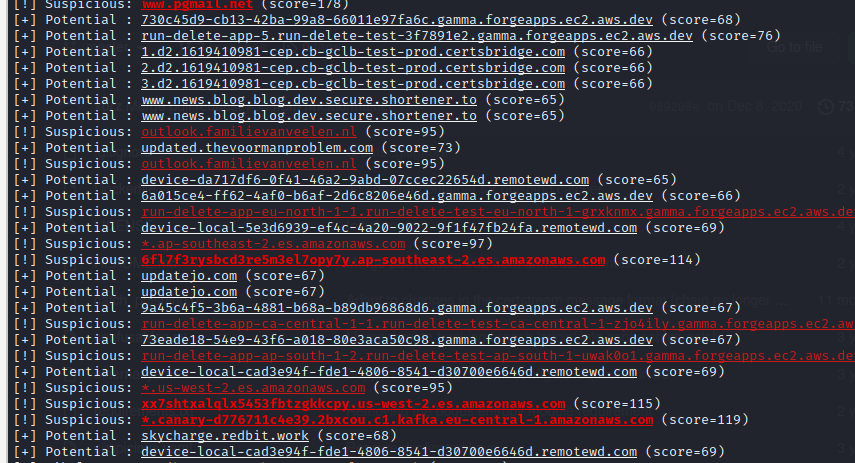 [!] Suspicious: www.pgmail.net (score=178)
[+] Potential : 730c45d9-cb13-42ba-99a8-66011e97fa6c.gamma.forgeapps.ec2.aws.dev (score=68)
[+] Potential : run-delete-app-5.run-delete-test-3f7891e2.gamma.forgeapps.ec2.aws.dev (score=76)
[+] Potential : 1.d2.1619410981-cep.cb-gclb-test-prod.certsbridge.com (score=66)
[+] Potential : 2.d2.1619410981-cep.cb-gclb-test-prod.certsbridge.com (score=66)
[+] Potential : 3.d2.1619410981-cep.cb-gclb-test-prod.certsbridge.com (score=66)
[+] Potential : www.news.blog.blog.dev.secure.shortener.to (score=65)
[+] Potential : www.news.blog.blog.dev.secure.shortener.to (score=65)
[!] Suspicious: outlook.familievanveelen.nl (score=95)
[+] Potential : updated.thevoormanproblem.com (score=73)
[!] Suspicious: outlook.familievanveelen.nl (score=95)
[+] Potential : device-da717df6-0f41-46a2-9abd-07ccec22654d.remotewd.com (score=65)
[+] Potential : 6a015ce4-ff62-4af0-b6af-2d6c8206e46d.gamma.forgeapps.ec2.aws.dev (score=66)
[!] Suspicious: run-delete-app-eu-north-1-1.run-delete-test-eu-north-1-grxknmx.gamma.forgeapps.ec2.aws.de
[+] Potential : device-local-5e3d6939-ef4c-4a20-9022-9f1f47fb24fa.remotewd.com (score=69)
[!] Suspicious: *.ap-southeast-2.es.amazonaws.com (score=97)
[!] Suspicious: 6fl7f3rysbcd3re5m3el7opy7y.ap-southeast-2.es.amazonaws.com (score=114)
[+] Potential : updatejo.com (score=67)
[+] Potential : updatejo.com (score=67)
[+] Potential : 9a45c4f5-3b6a-4881-b68a-b89db96868d6.gamma.forgeapps.ec2.aws.dev (score=67)
[!] Suspicious: run-delete-app-ca-central-1-1.run-delete-test-ca-central-1-zjo4ily.gamma.forgeapps.ec2.aw
[+] Potential : 73eade18-54e9-43f6-a018-80e3aca50c98.gamma.forgeapps.ec2.aws.dev (score=67)
[!] Suspicious: run-delete-app-ap-south-1-2.run-delete-test-ap-south-1-uwak0o1.gamma.forgeapps.ec2.aws.de
[+] Potential : device-local-cad3e94f-fde1-4806-8541-d30700e6646d.remotewd.com (score=69)
[!] Suspicious: *.us-west-2.es.amazonaws.com (score=95)
[!] Suspicious: xx7shtxalqlx5453fbtzgkkcpy.us-west-2.es.amazonaws.com (score=115)
[!] Suspicious: *.canary-d776711c4e39.2bxcou.c1.kafka.eu-central-1.amazonaws.com (score=119)
[+] Potential : skycharge.redbit.work (score=68)
[+] Potential : device-local-cad3e94f-fde1-4806-8541-d30700e6646d.remotewd.com (score=69)